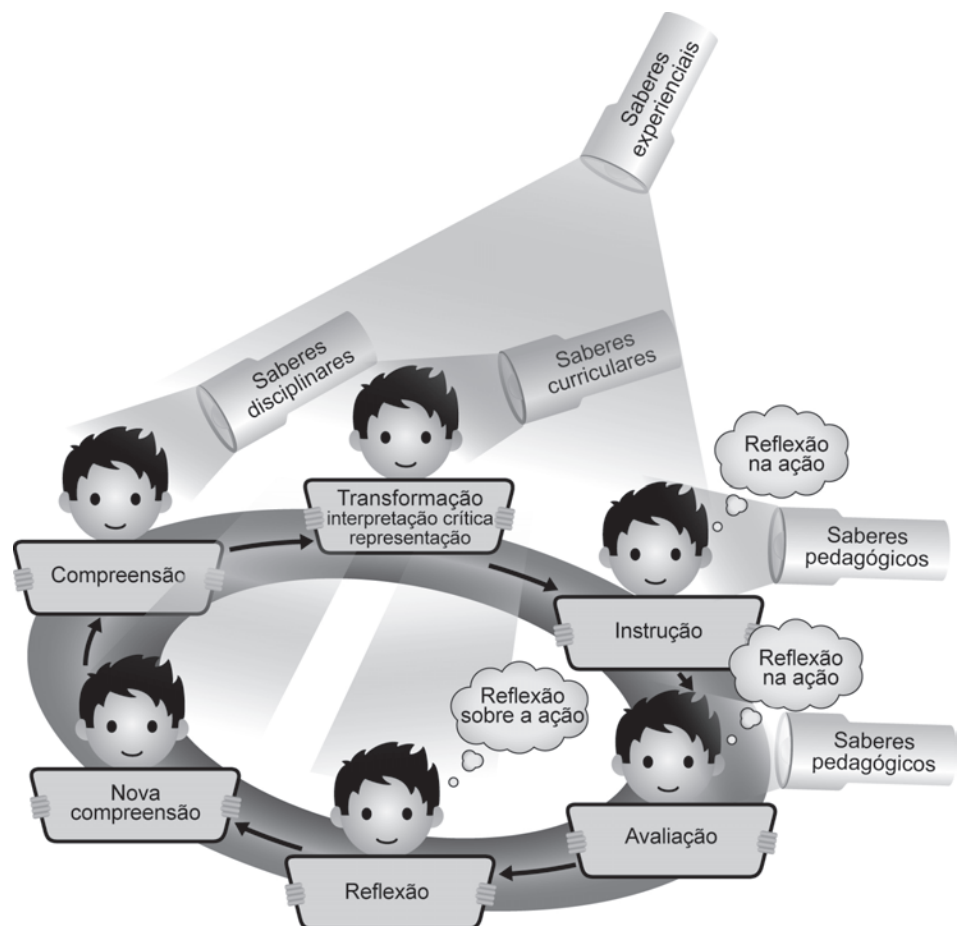 Saberes
experienciais
Saberes
disciplinares
Saberes
curriculares
Reflexão
na ação
Transformação
interpretação crítica
representação
Saberes
pedagógicos
Compreensão
Instrução
Reflexão
na ação
Reflexão
sobre a ação
Saberes
pedagógicos
Nova
compreensão
Avaliação
Reflexão